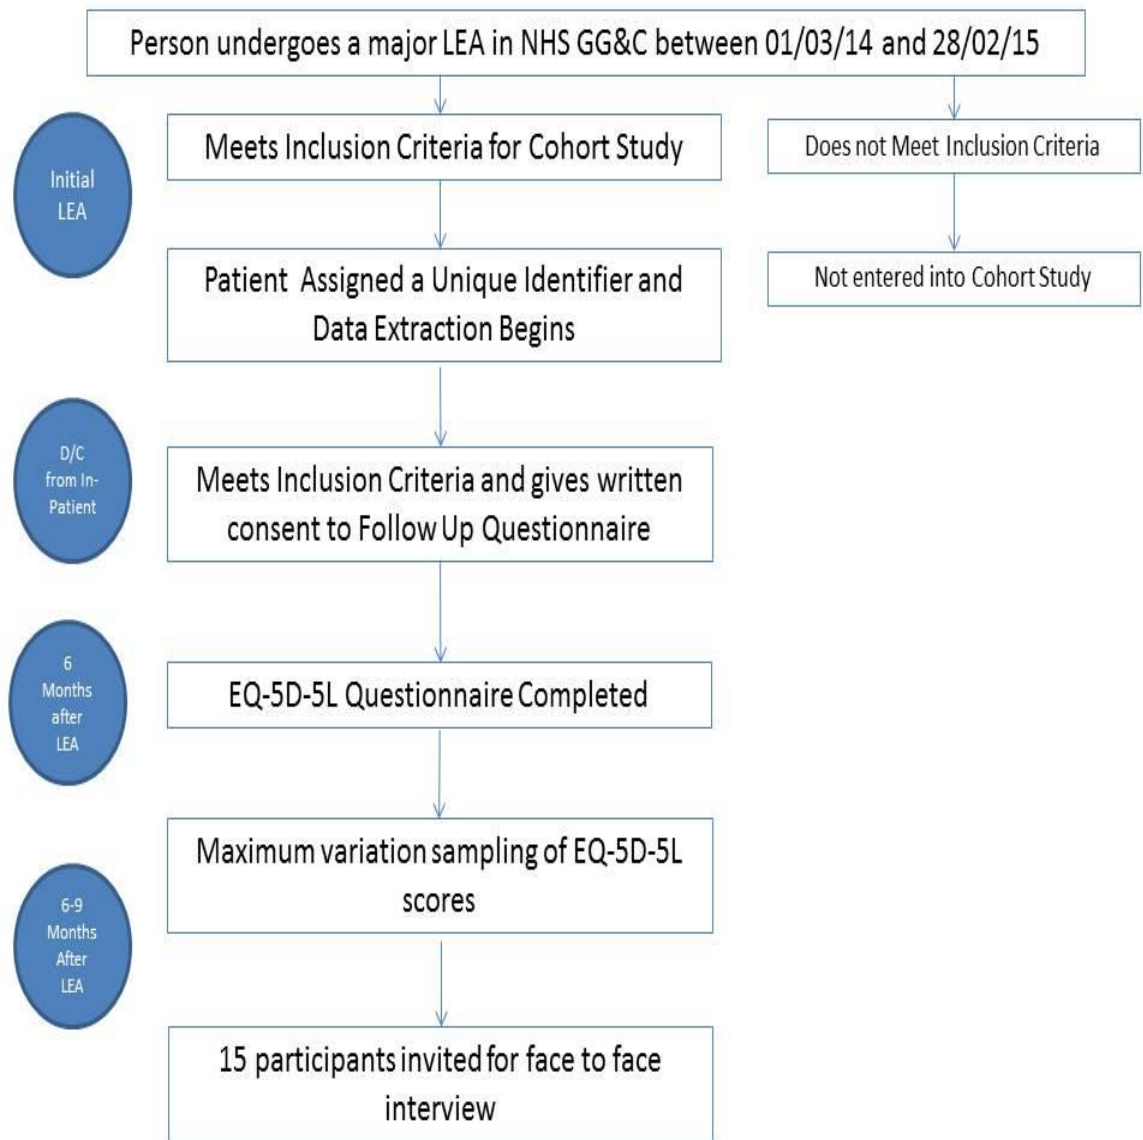 Person undergoes a major LEA in NHS GG&C between 01/03/14 and 28/02/15
Initial
LEA
Meets Inclusion Criteria for Cohort Study
Does not Meet Inclusion Criteria
Patient Assigned a Unique Identifier and
Data Extraction Begins
Not entered into Cohort Study
D/C
from In-
Patient
Meets Inclusion Criteria and gives written
consent to Follow Up Questionnaire
6
Months
after
LEA
EQ-5D-5L Questionnaire Completed
Maximum variation sampling of EQ-5D-5L
scores
6-9
Months
After
LEA
15 participants invited for face to face
interview